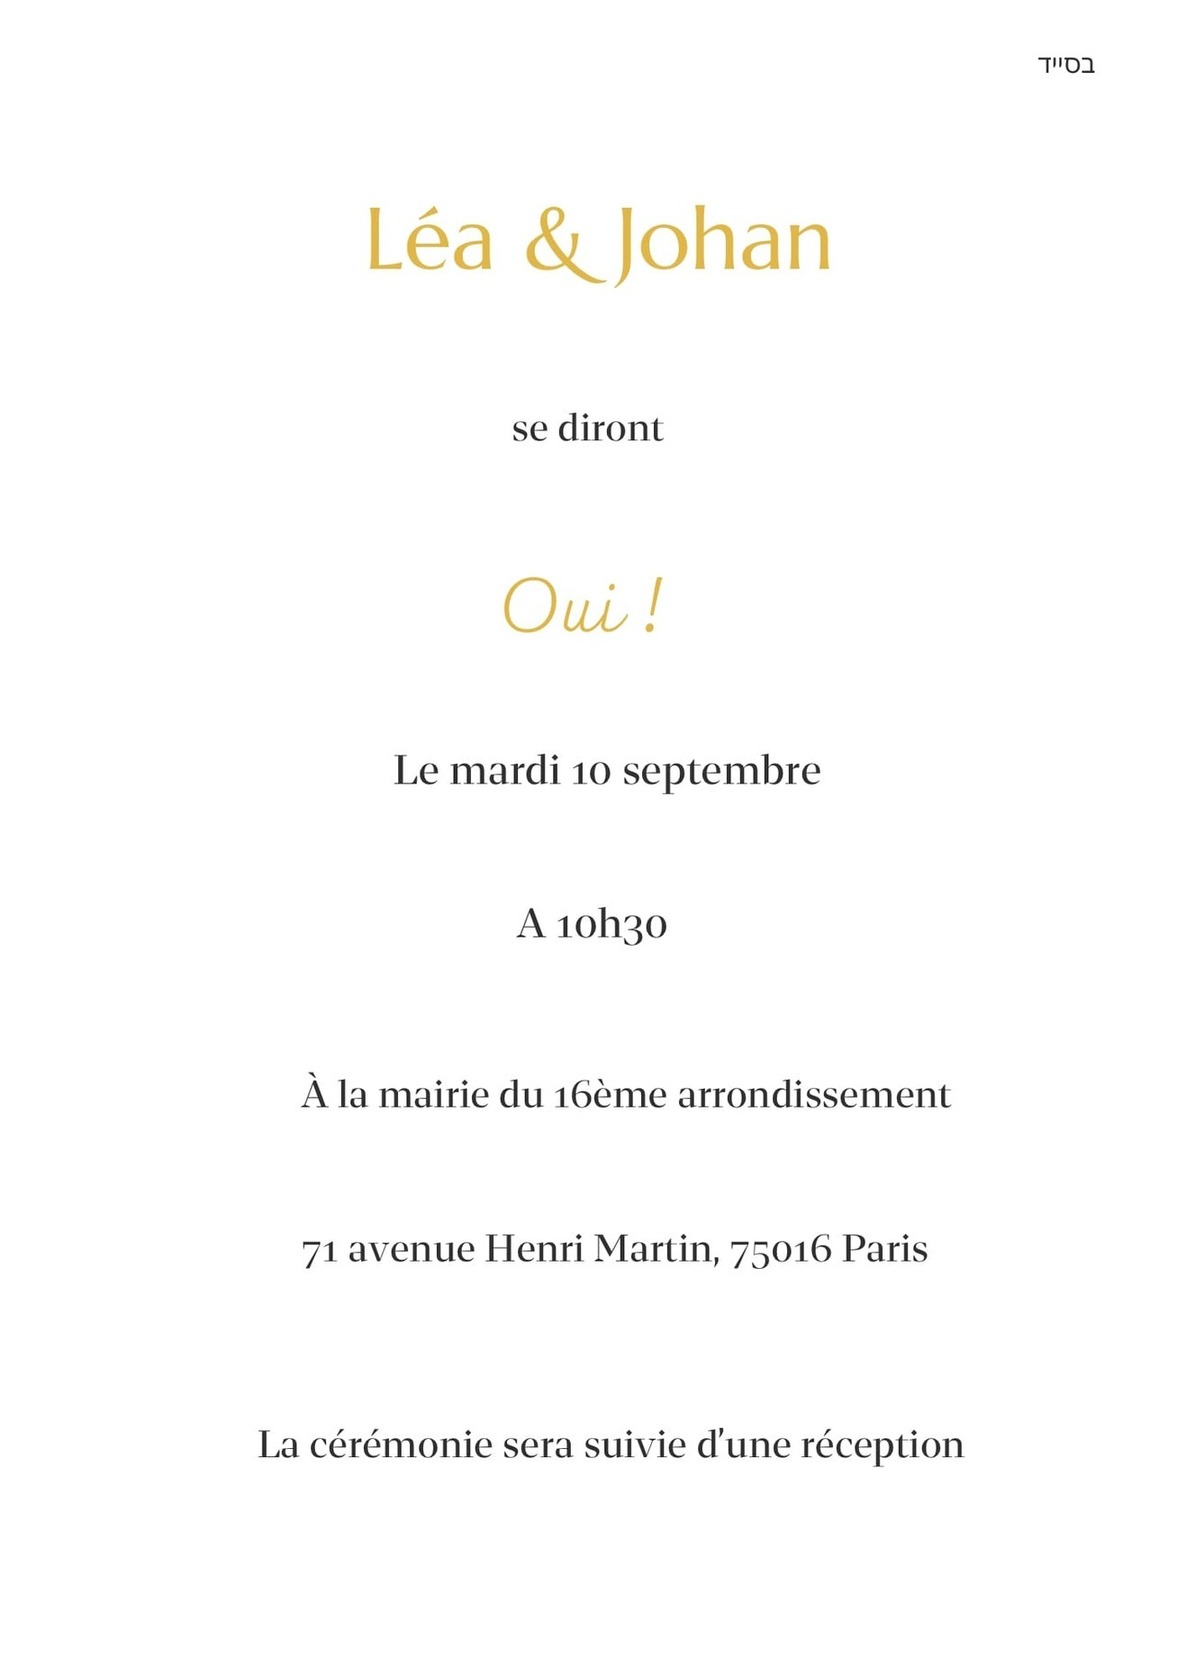 בסייד
Léa & Johan
se diront
Oui !
Le mardi 10 septembre
A 10h30
À la mairie du 16ème arrondissement
71 avenue Henri Martin, 75016 Paris
La cérémonie sera suivie d'une réception